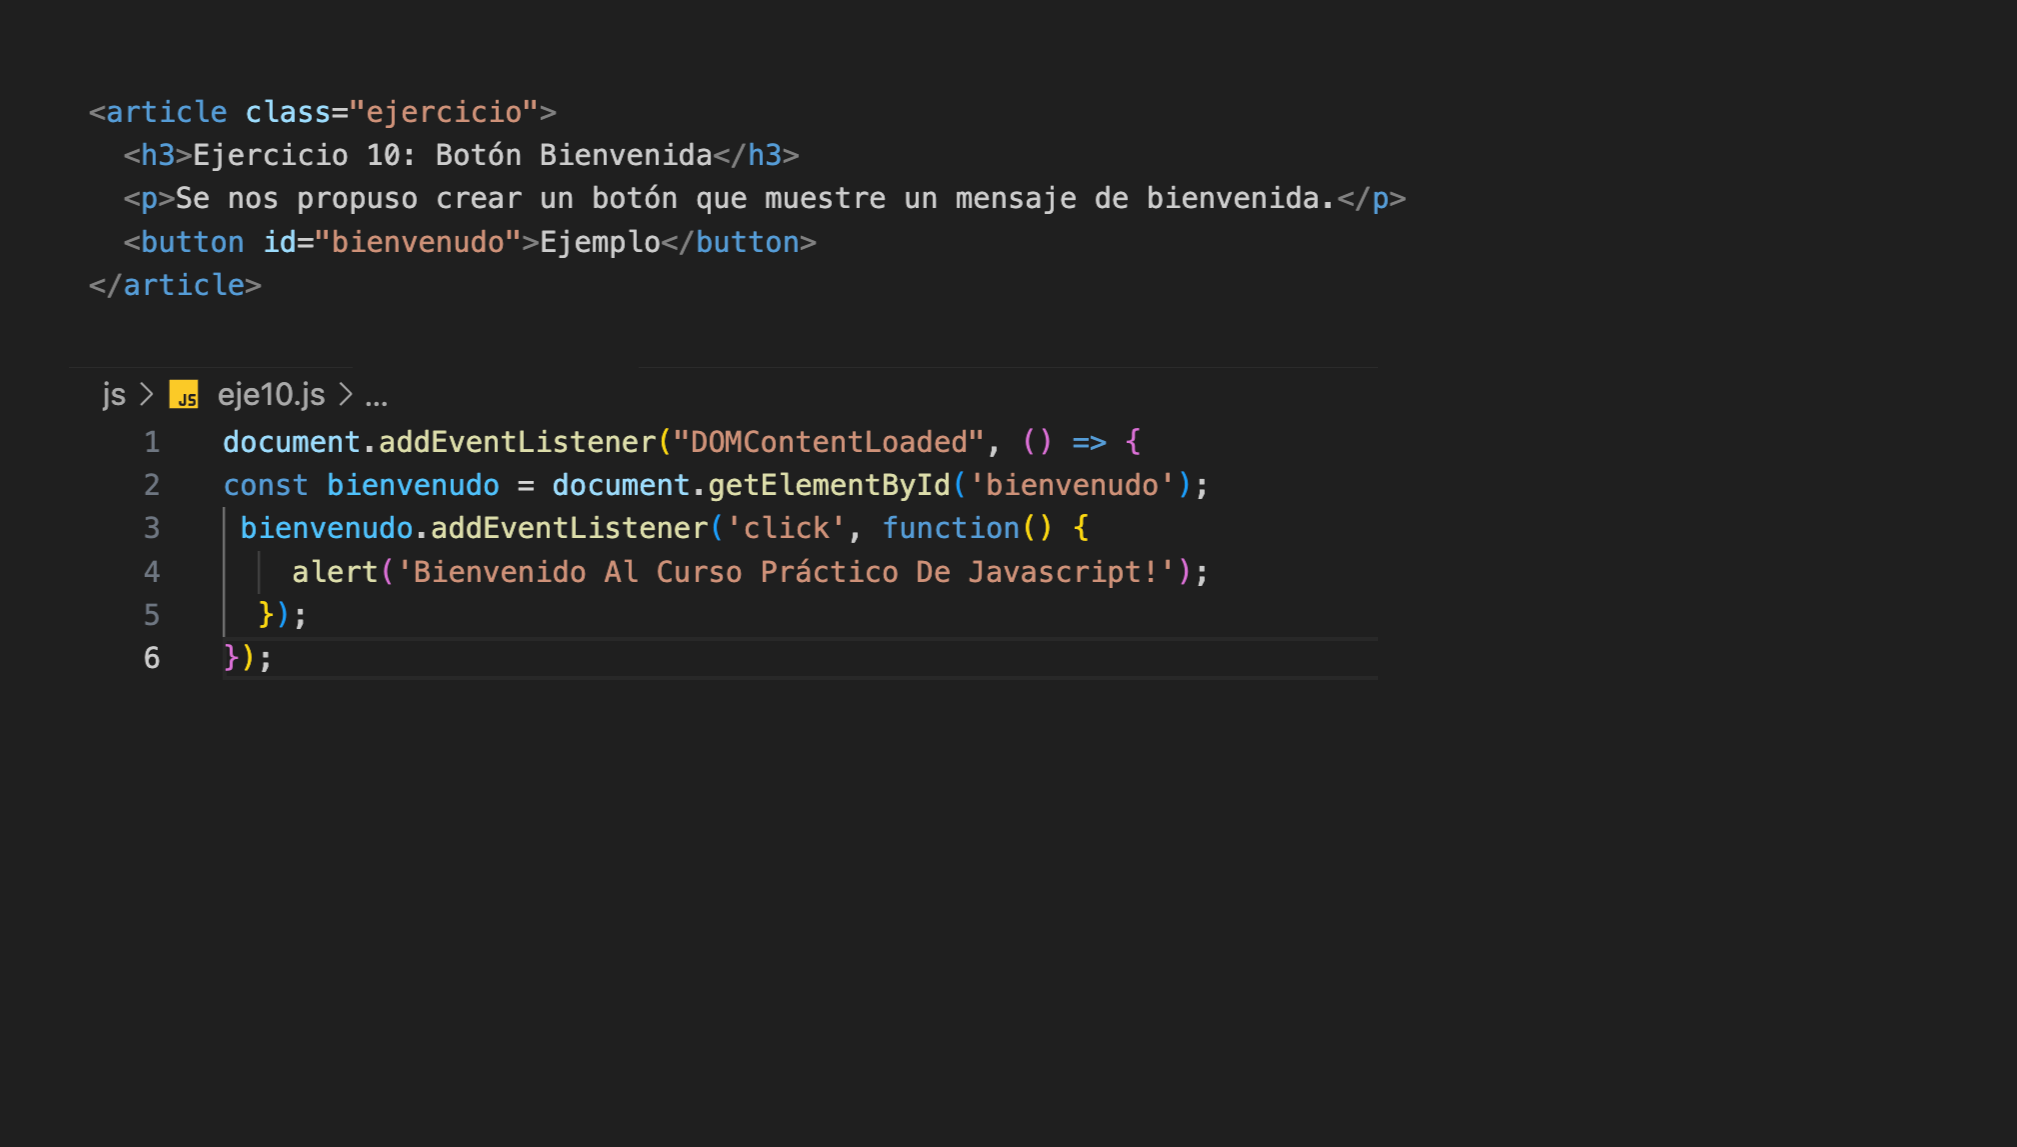 <article class="ejercicio">
<h3>Ejercicio 10: Botón Bienvenida</h3>
<p>Se nos propuso crear un botón que muestre un mensaje de bienvenida.</p>
<button id="bienvenudo">Ejemplo</button>
</article>
js > JS eje10.js > ...
1 document.addEventListener("DOMContentLoaded", () => {
2 const bienvenudo = document.getElementById('bienvenudo');
3 bienvenudo.addEventListener('click', function() {
4 alert('Bienvenido Al Curso Práctico De Javascript!');
5 });
6 });